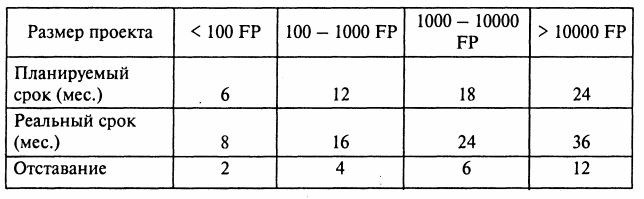 Размер проекта < 100 FP 100 – 1000 FP 1000 – 10000 FP > 10000 FP
Планируемый
срок (мес.) 6 12 18 24
Реальный срок
(мес.) 8 16 24 36
Отставание 2 4 6 12